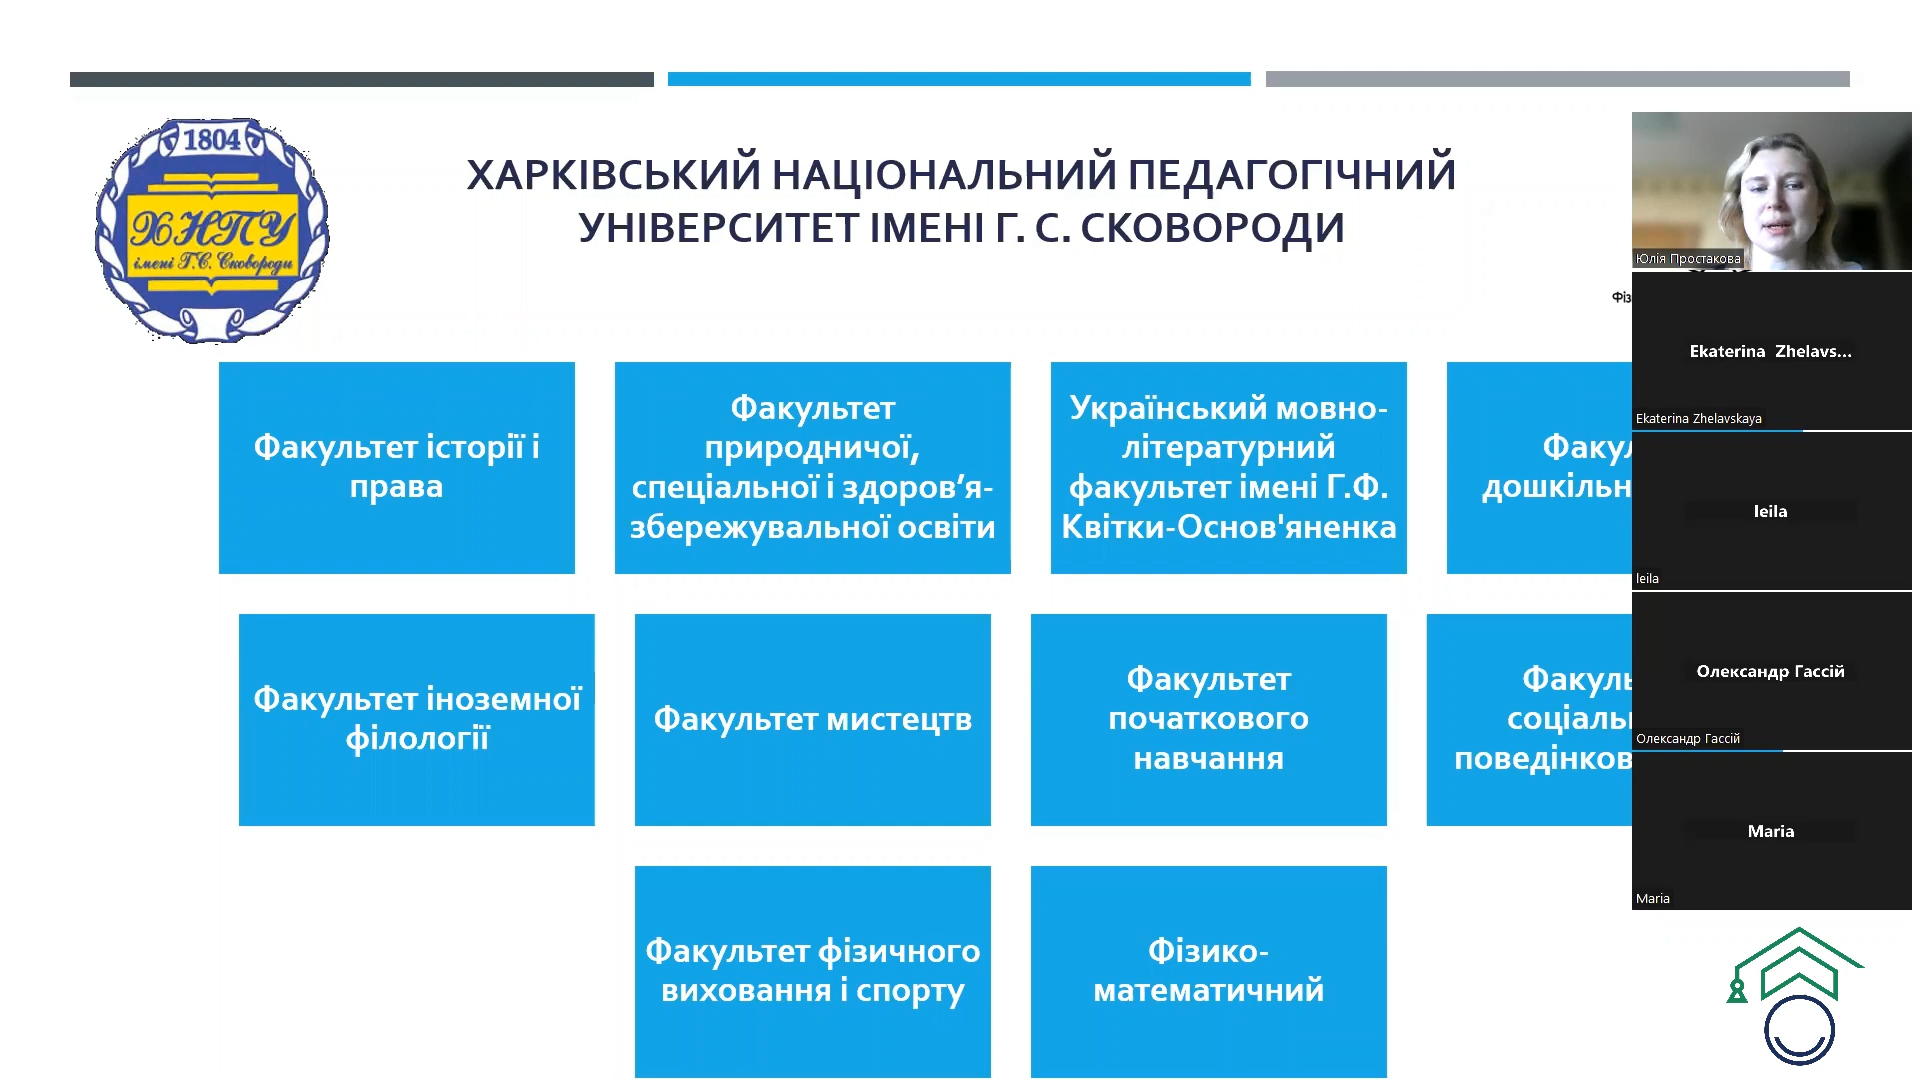 1804
ХНПУ
імені Г.С. Сковороди
ХАРКІВСЬКИЙ НАЦІОНАЛЬНИЙ ПЕДАГОГІЧНИЙ
УНІВЕРСИТЕТ ІМЕНІ Г. С. СКОВОРОДИ
Факультет історії і
права
Факультет
природничої,
спеціальної і здоров’я-
збережувальної освіти
Український мовно-
літературний
факультет імені Г.Ф.
Квітки-Основ'яненка
Факультет іноземної
філології
Факультет мистецтв
Факультет
початкового
навчання
Факультет фізичного
виховання і спорту
Фізико-
математичний
Юлія Простакова
Ekaterina Zhelavs...
Ekaterina Zhelavskaya
leila
leila
Олександр Гассій
Олександр Гассій
Maria
Maria